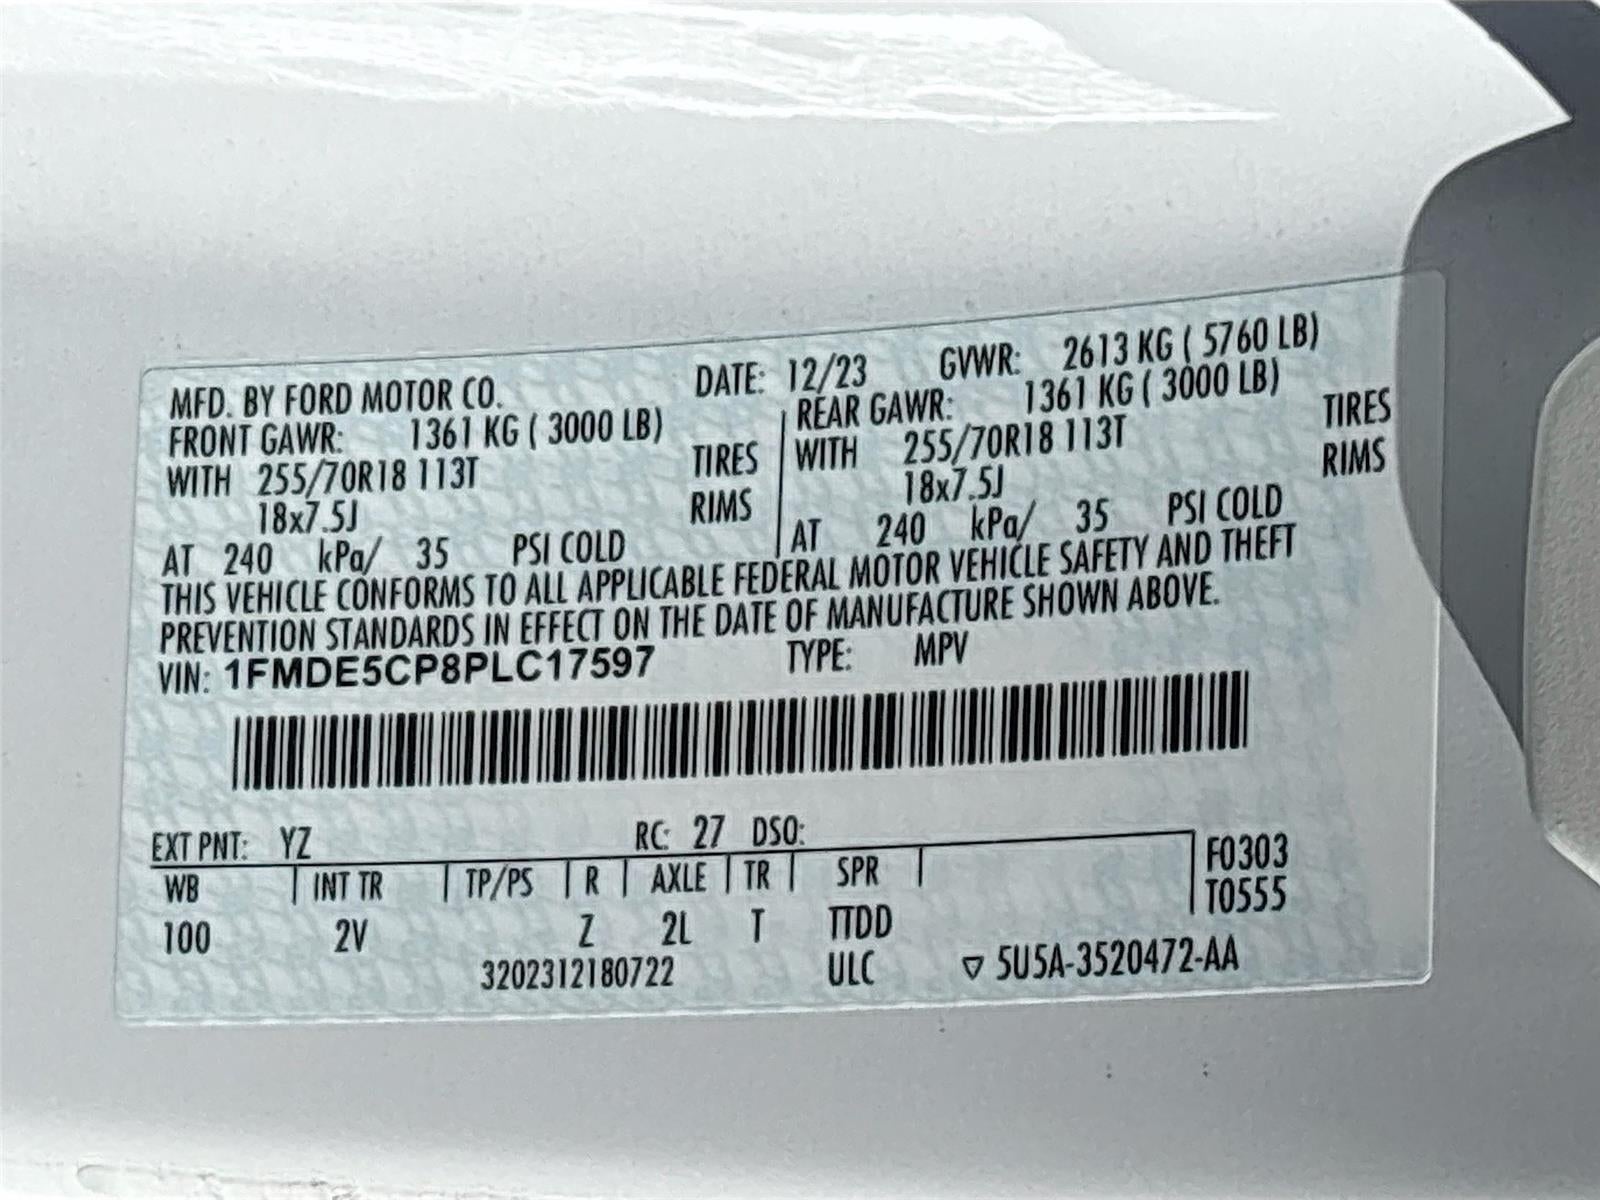 MFD. BY FORD MOTOR CO. DATE: 12/23 GVWR: 2613 KG ( 5760 LB)
FRONT GAWR: 1361 KG ( 3000 LB) REAR GAWR: 1361 KG ( 3000 LB)
WITH 255/70R18 113T TIRES WITH 255/70R18 113T TIRES
18x7.5J RIMS 18x7.5J RIMS
AT 240 kPa/ 35 PSI COLD AT 240 kPa/ 35 PSI COLD
THIS VEHICLE CONFORMS TO ALL APPLICABLE FEDERAL MOTOR VEHICLE SAFETY AND THEFT
PREVENTION STANDARDS IN EFFECT ON THE DATE OF MANUFACTURE SHOWN ABOVE.
VIN: 1FMDE5CP8PLC17597 TYPE: MPV
EXT PNT: YZ RC: 27 DSO:
WB INT TR TP/PS R AXLE TR SPR F0303
100 2V Z 2L T TTDD T0555
3202312180722 ULC ▽ 5U5A-3520472-AA